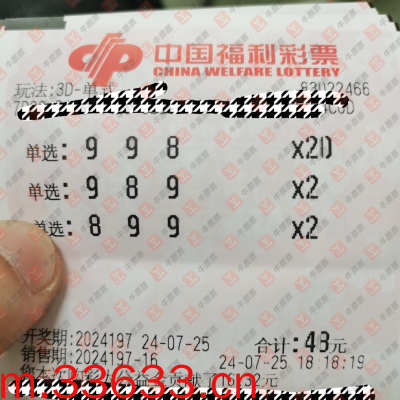 中国福利彩票
CHINA WELFARE LOTTERY
玩法:3D-单式
单选: 9 9 8 x20
单选: 9 8 9 x2
单选: 8 9 9 x2
开奖期:2024197 24-07-25 合计:48元
销售期:2024197-16 24-07-25 18:18:19
m.33633.cn